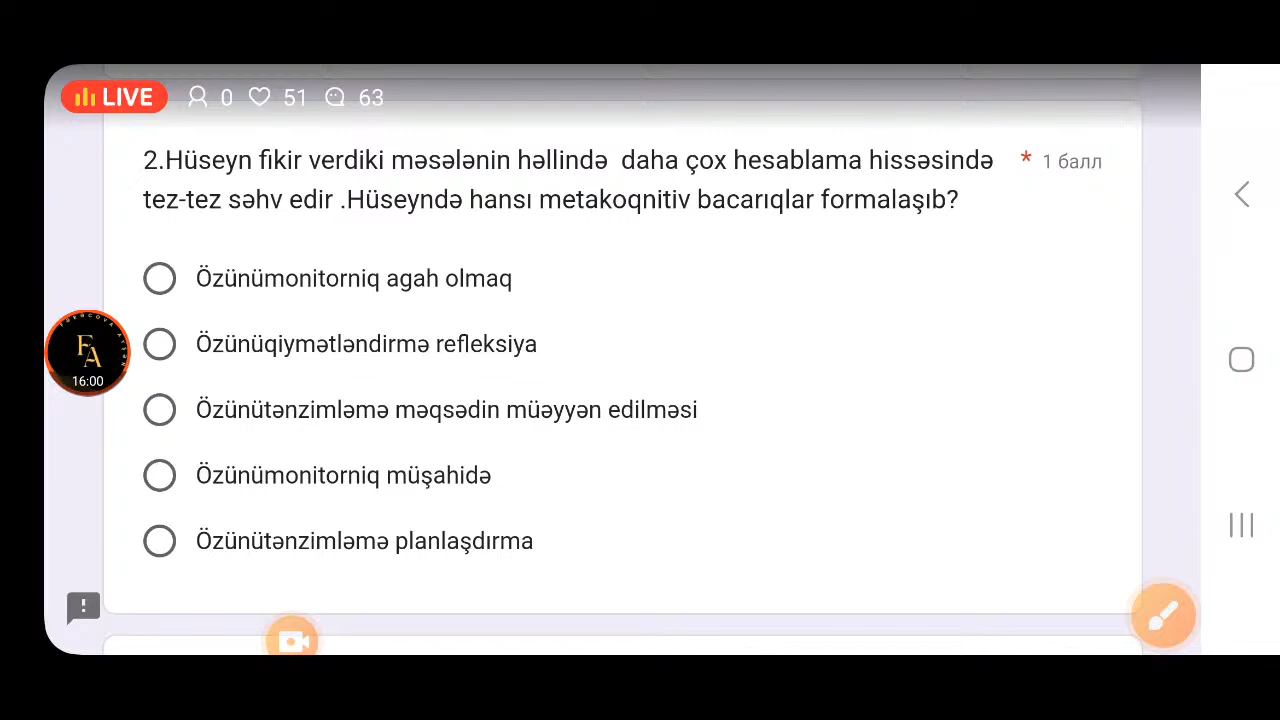 LIVE 0 51 63
2.Hüseyn fikir verdiki məsələnin həllində daha çox hesablama hissəsində * 1 балл
tez-tez səhv edir .Hüseyndə hansı metakoqnitiv bacarıqlar formalaşıb?
Özünümonitorniq agah olmaq
Özünüqiymətləndirmə refleksiya
FA
16:00
Özünütənzimləmə məqsədin müəyyən edilməsi
Özünümonitorniq müşahidə
Özünütənzimləmə planlaşdırma